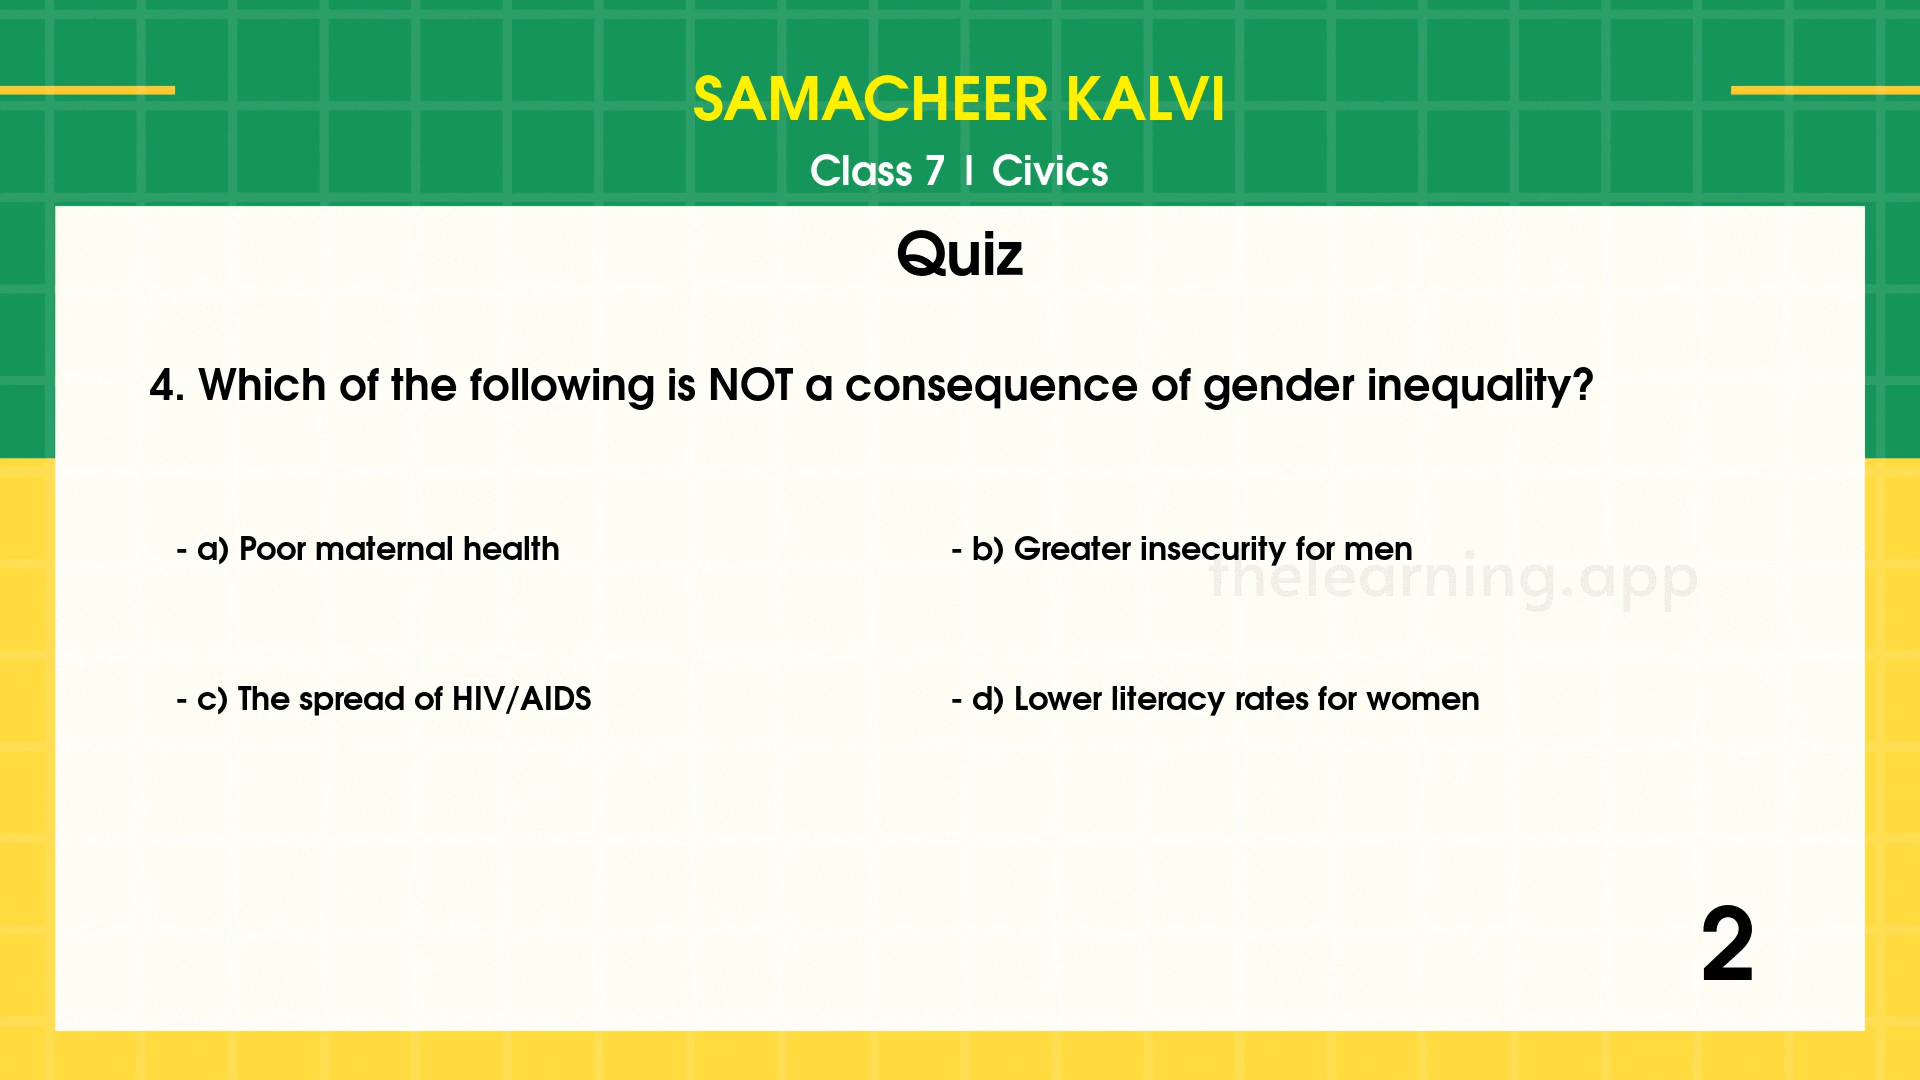 SAMACHEER KALVI
Class 7 | Civics
Quiz
4. Which of the following is NOT a consequence of gender inequality?
- a) Poor maternal health
- b) Greater insecurity for men
thelearning.app
- c) The spread of HIV/AIDS
- d) Lower literacy rates for women
2